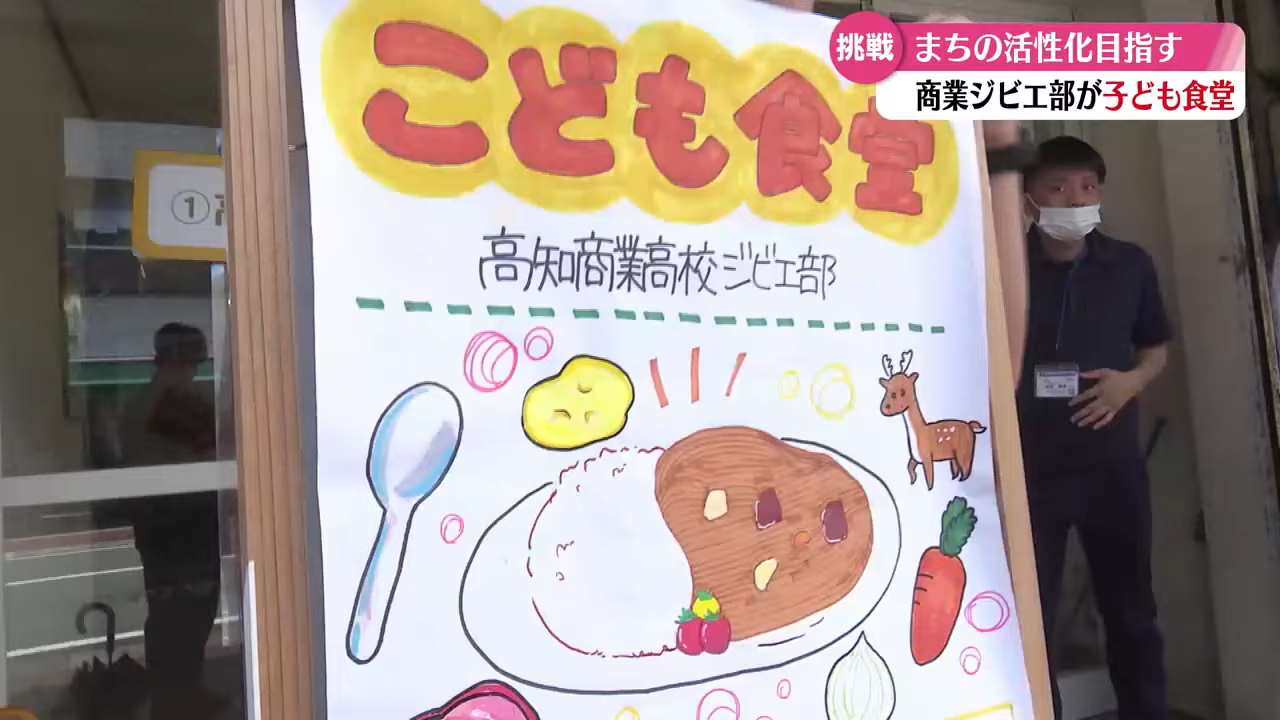 挑戦
まちの活性化目指す
商業ジビエ部が子ども食堂
こども食堂
高知商業高校ジビエ部
①高